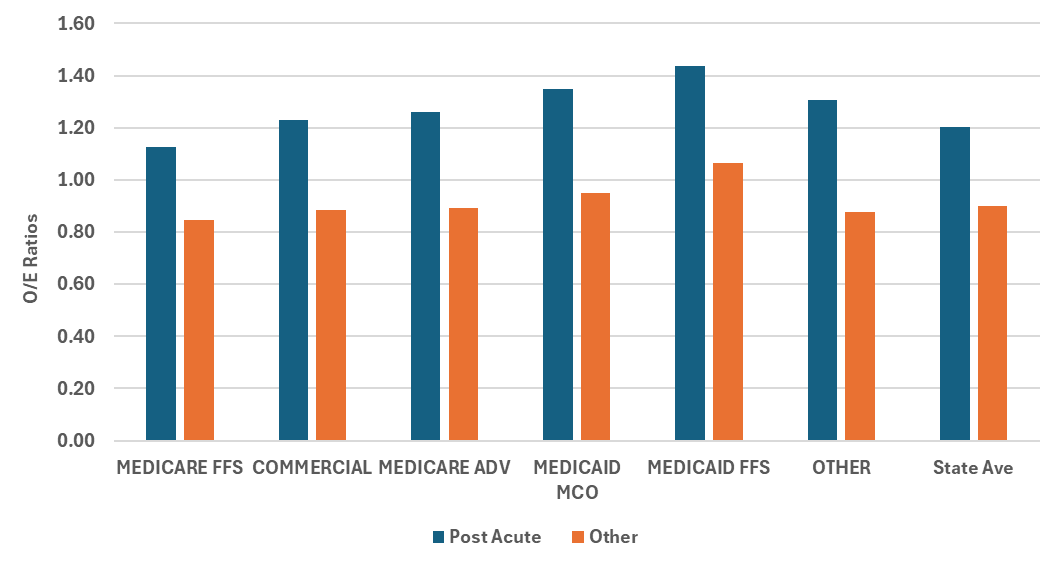 1.60
1.40
1.20
1.00
0.80
0.60
0.40
0.20
0.00
O/E Ratios
MEDICARE FFS COMMERCIAL MEDICARE ADV MEDICAID MEDICAID FFS OTHER State Ave
MCO
Post Acute Other